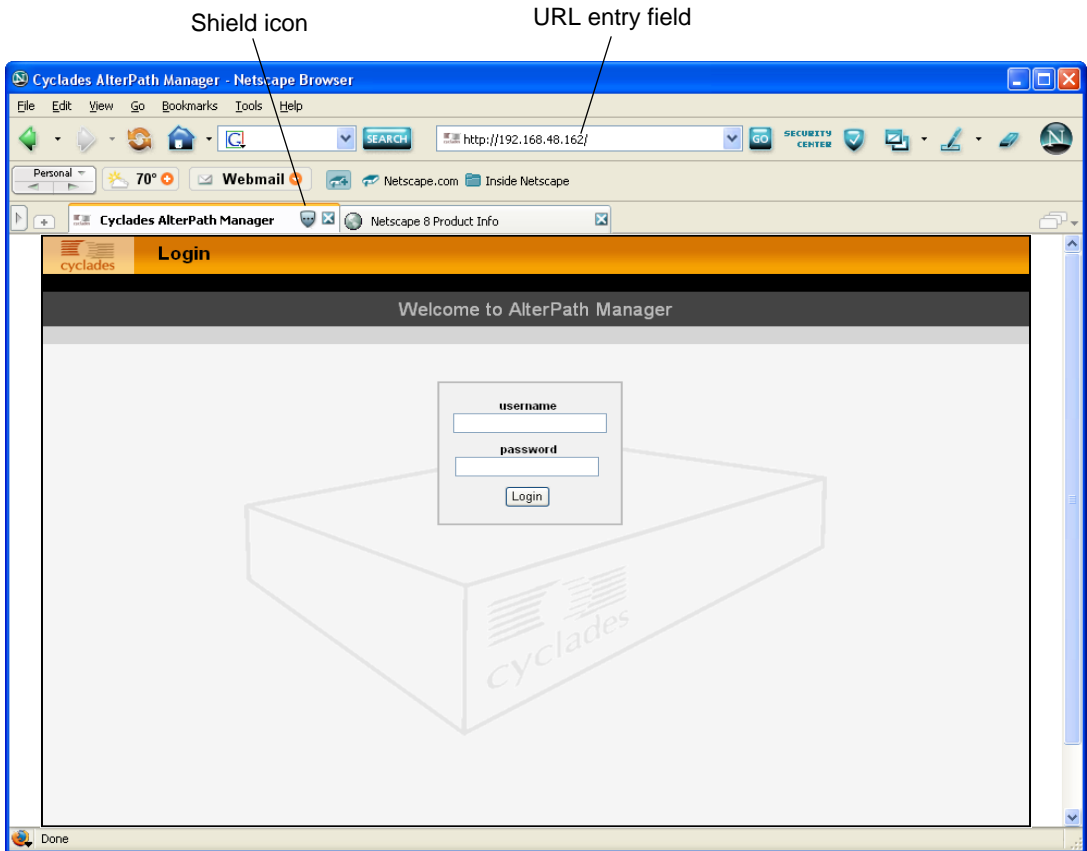 Shield icon
URL entry field
Cyclades AlterPath Manager - Netscape Browser
File Edit View Go Bookmarks Tools Help
SEARCH http://192.168.48.162/ GO SECURITY CENTER N
Personal 70° Webmail Netscape.com Inside Netscape
Cyclades AlterPath Manager Netscape 8 Product Info
cyclades Login
Welcome to AlterPath Manager
username
password
Login
cyclades
Done